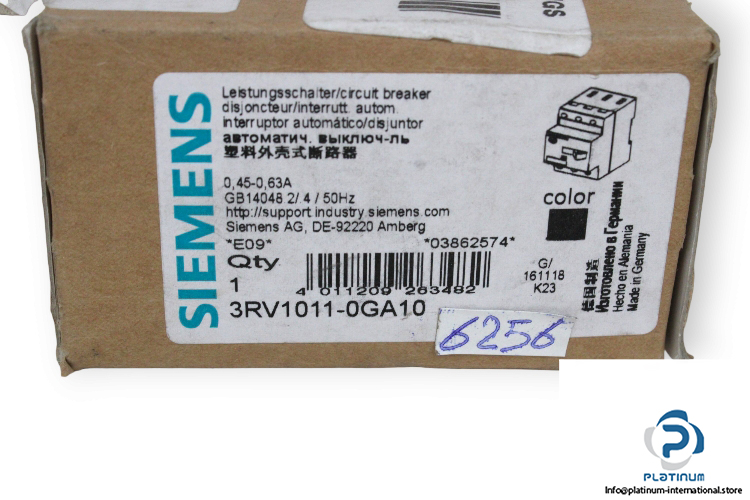 GS
SIEMENS
Leistungsschalter/circuit breaker
disjoncteur/interrutt. autom.
interruptor automático/disjuntor
автоматич. выключ-ль
塑料外壳式断路器
0,45-0,63A
GB14048 2/ 4 / 50Hz
http://support.industry.siemens.com
Siemens AG, DE-92220 Amberg
*E09* *03862574*
Qty
1
4 011209 263482
3RV1011-0GA10
color
G/
161118
K23
德国制造
Изготовлено в Германии
Hecho en Alemania
Made in Germany
6256
PLATINUM
Info@platinum-international.store